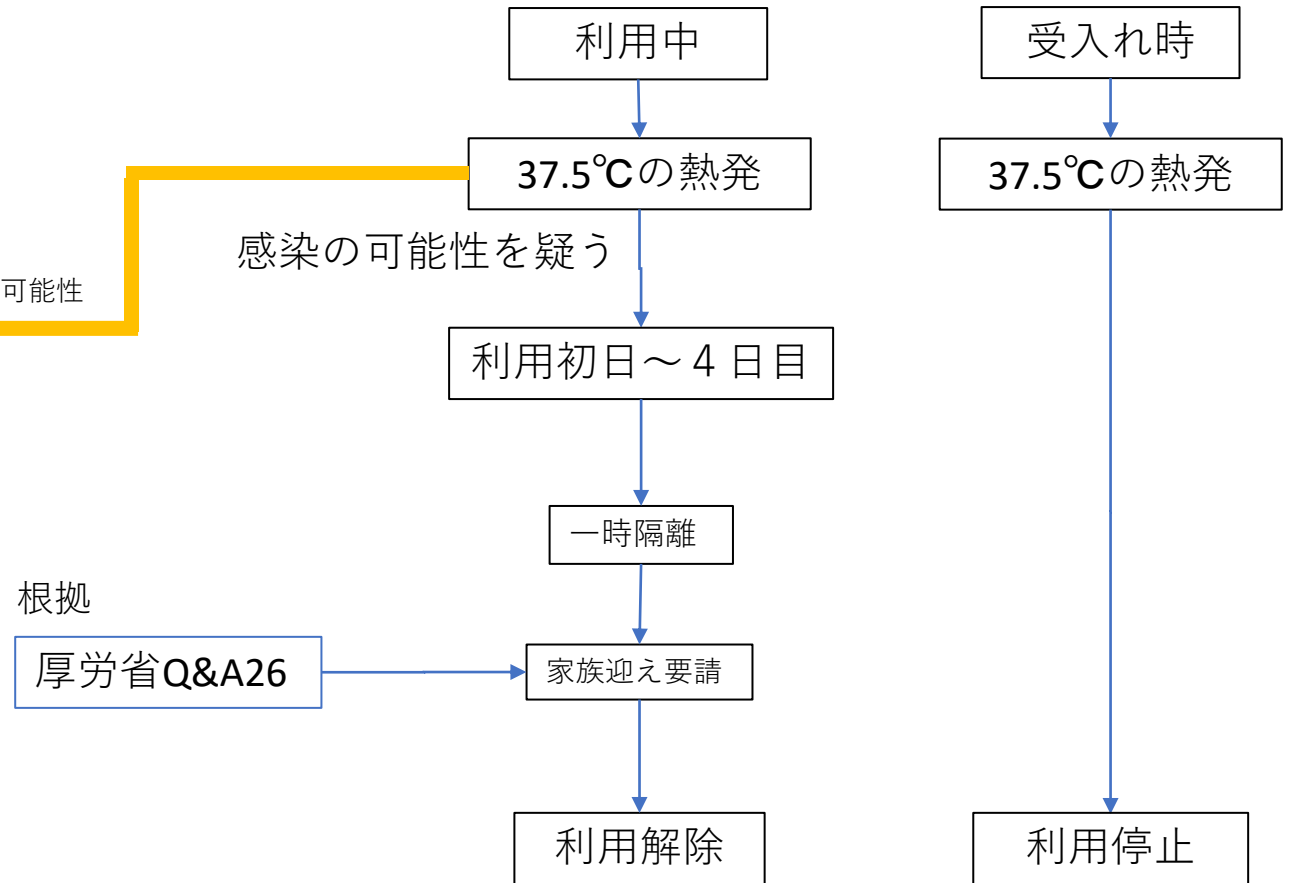 利用中
受入れ時
37.5℃の熱発
37.5℃の熱発
感染の可能性を疑う
可能性
利用初日～４日目
一時隔離
根拠
厚労省Q&A26
家族迎え要請
利用解除
利用停止